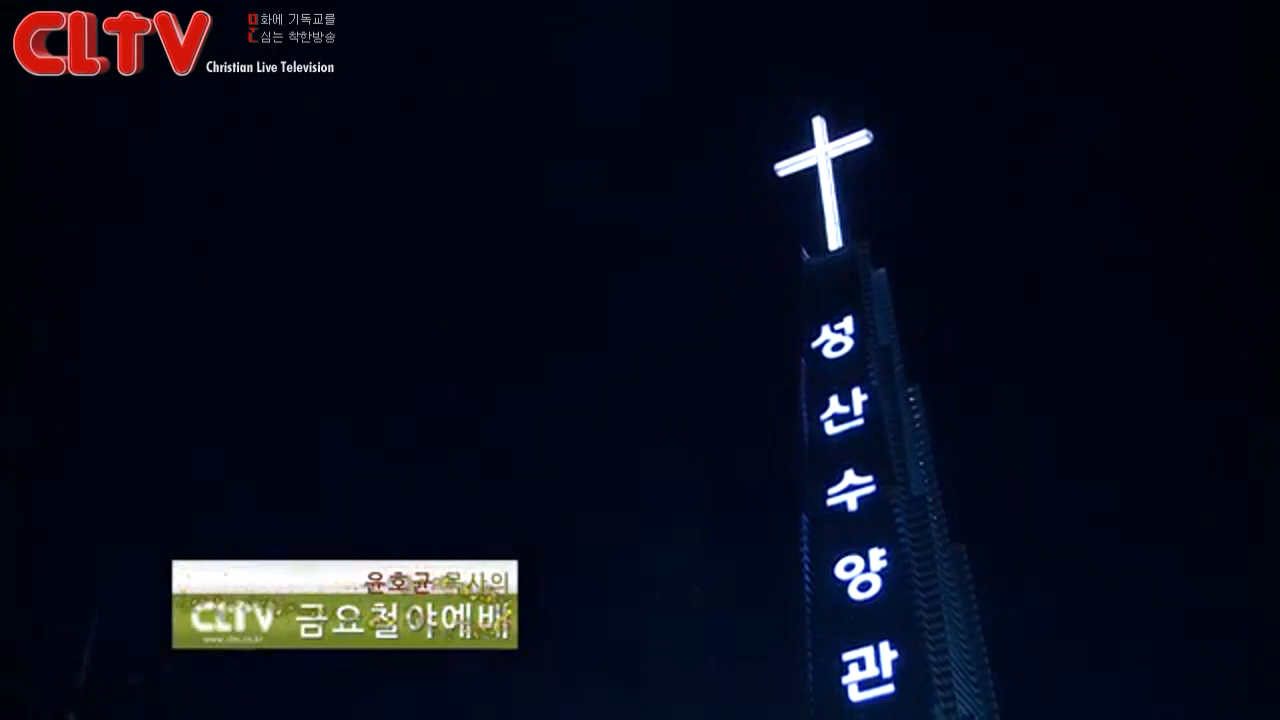 CLTV
문화에 기독교를
심는 착한방송
Christian Live Television
성
산
수
양
관
윤호균 목사의
CLTV 금요철야예배